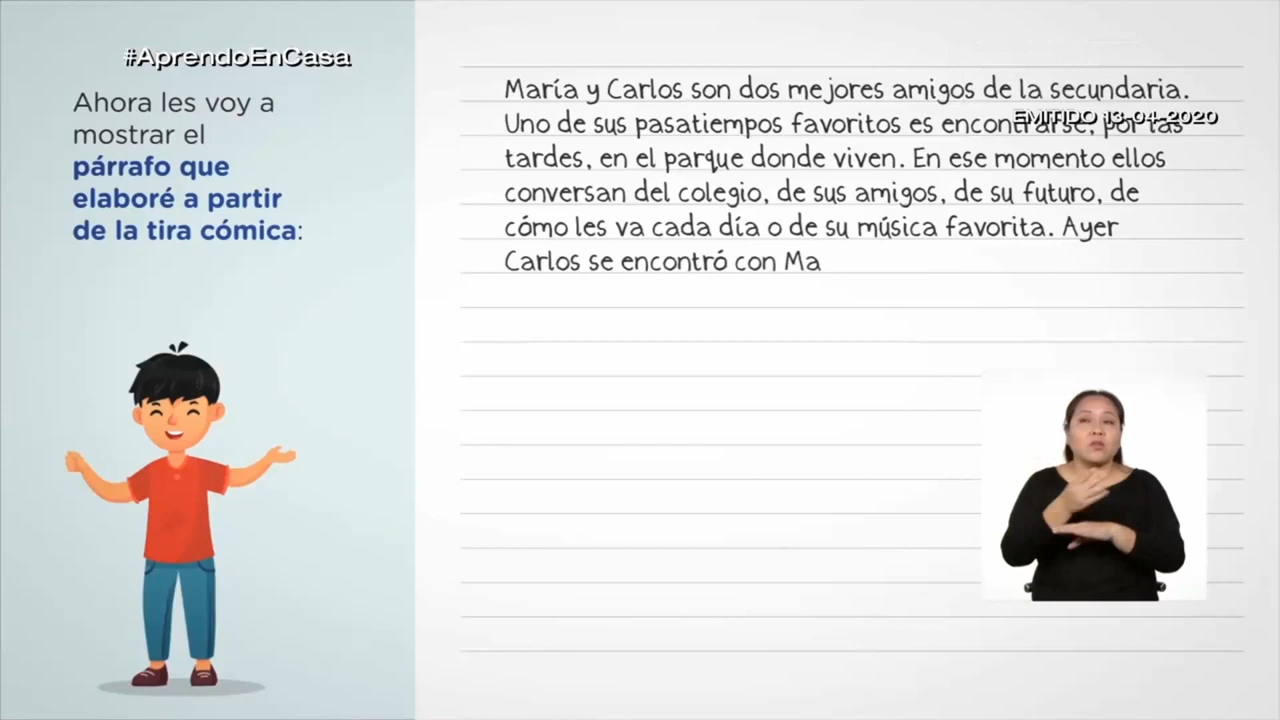 #AprendoEnCasa
Ahora les voy a
mostrar el
párrafo que
elaboré a partir
de la tira cómica:
María y Carlos son dos mejores amigos de la secundaria.
EMITIDO 13-04-2020
Uno de sus pasatiempos favoritos es encontrarse, por las
tardes, en el parque donde viven. En ese momento ellos
conversan del colegio, de sus amigos, de su futuro, de
cómo les va cada día o de su música favorita. Ayer
Carlos se encontró con Ma